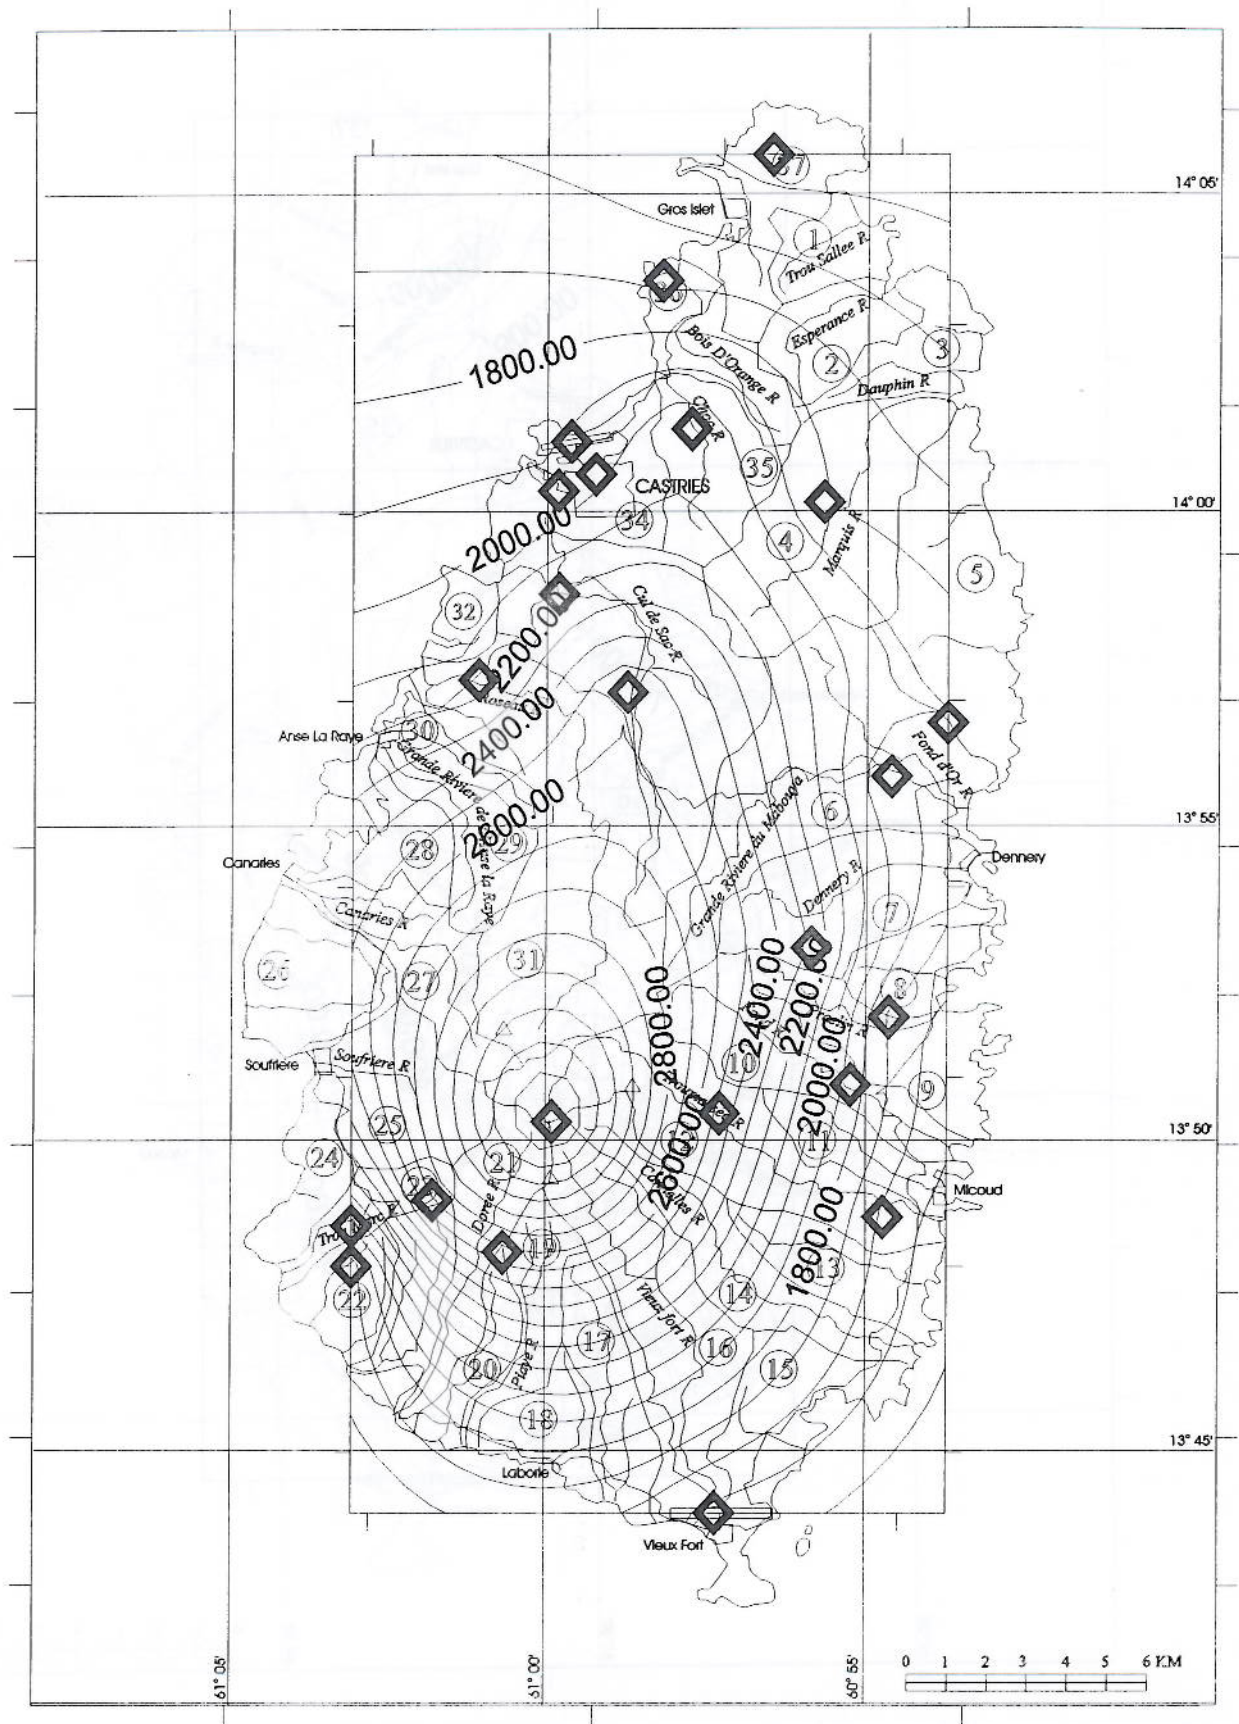 37
14° 05'
Gros Islet
1
Trou Sallee R
Esperance R
Bois D'Orange R
3
1800.00
2
Dauphin R
35
CASTRIES
14° 00'
34
2000.00
4
Marquis R
5
32
Cul de Sac R
2200.00
2400.00
Anse La Raye
30
Fond d'Or R
2600.00
6
13° 55'
Grande Riviere du Mabouya
28
29
Canaries
Dennery
Dennery R
Canaries R
7
31
26
27
2400.00
2200.00
8
2800.00
Soufriere
Soufriere R
2000.00
10
9
25
13° 50'
11
24
21
2600.00
Micoud
Doree R
1800.00
19
13
22
14
Vieux fort R
17
16
15
20
Piaye R
18
13° 45'
Laborie
Vieux Fort
61° 05'
61° 00'
60° 55'
0 1 2 3 4 5 6 KM